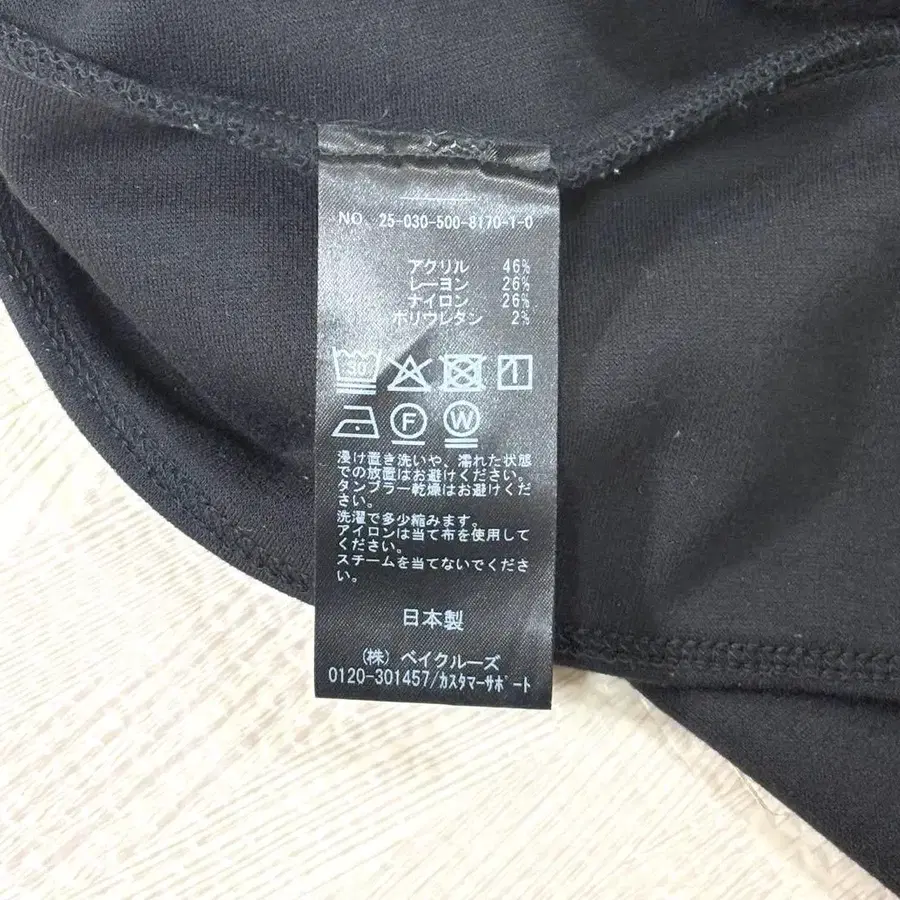 NO. 25-030-500-8170-1-0
アクリル 46%
レーヨン 26%
ナイロン 26%
ポリウレタン 2%
30
F W
浸け置き洗いや、濡れた状態
での放置はお避けください。
タンブラー乾燥はお避けくだ
さい。
洗濯で多少縮みます。
アイロンは当て布を使用して
ください。
スチームを当てないでくださ
い。
日本製
(株) ベイクルーズ
0120-301457/カスタマーサポート